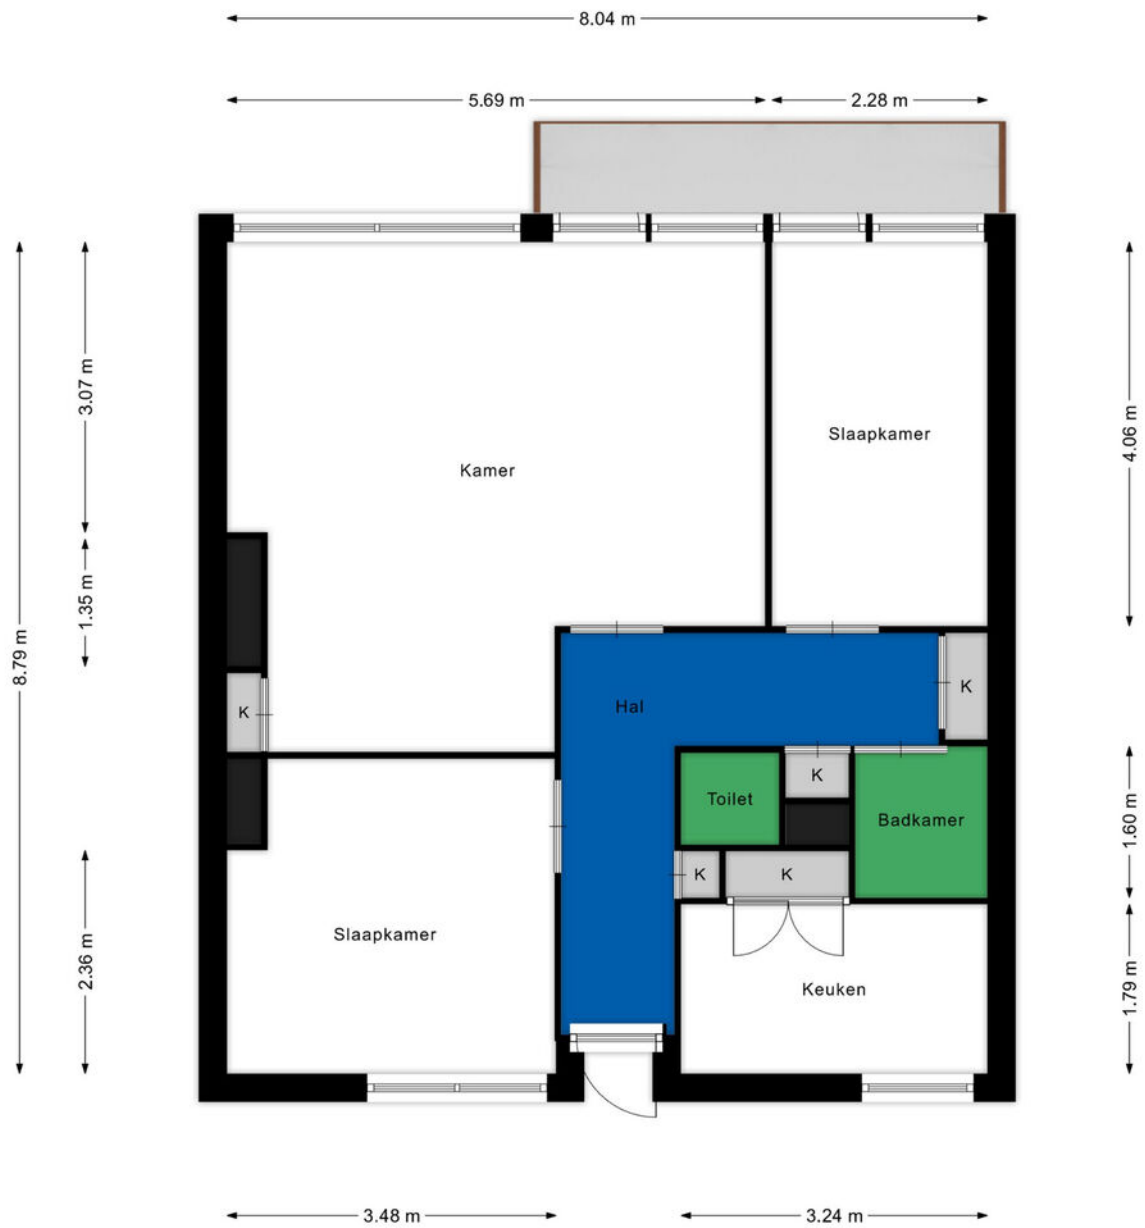 8.04 m
5.69 m
2.28 m
3.07 m
4.06 m
Slaapkamer
Kamer
1.35 m
8.79 m
K
Hal
K
K
Toilet
1.60 m
Badkamer
K
K
2.36 m
Slaapkamer
Keuken
1.79 m
3.48 m
3.24 m